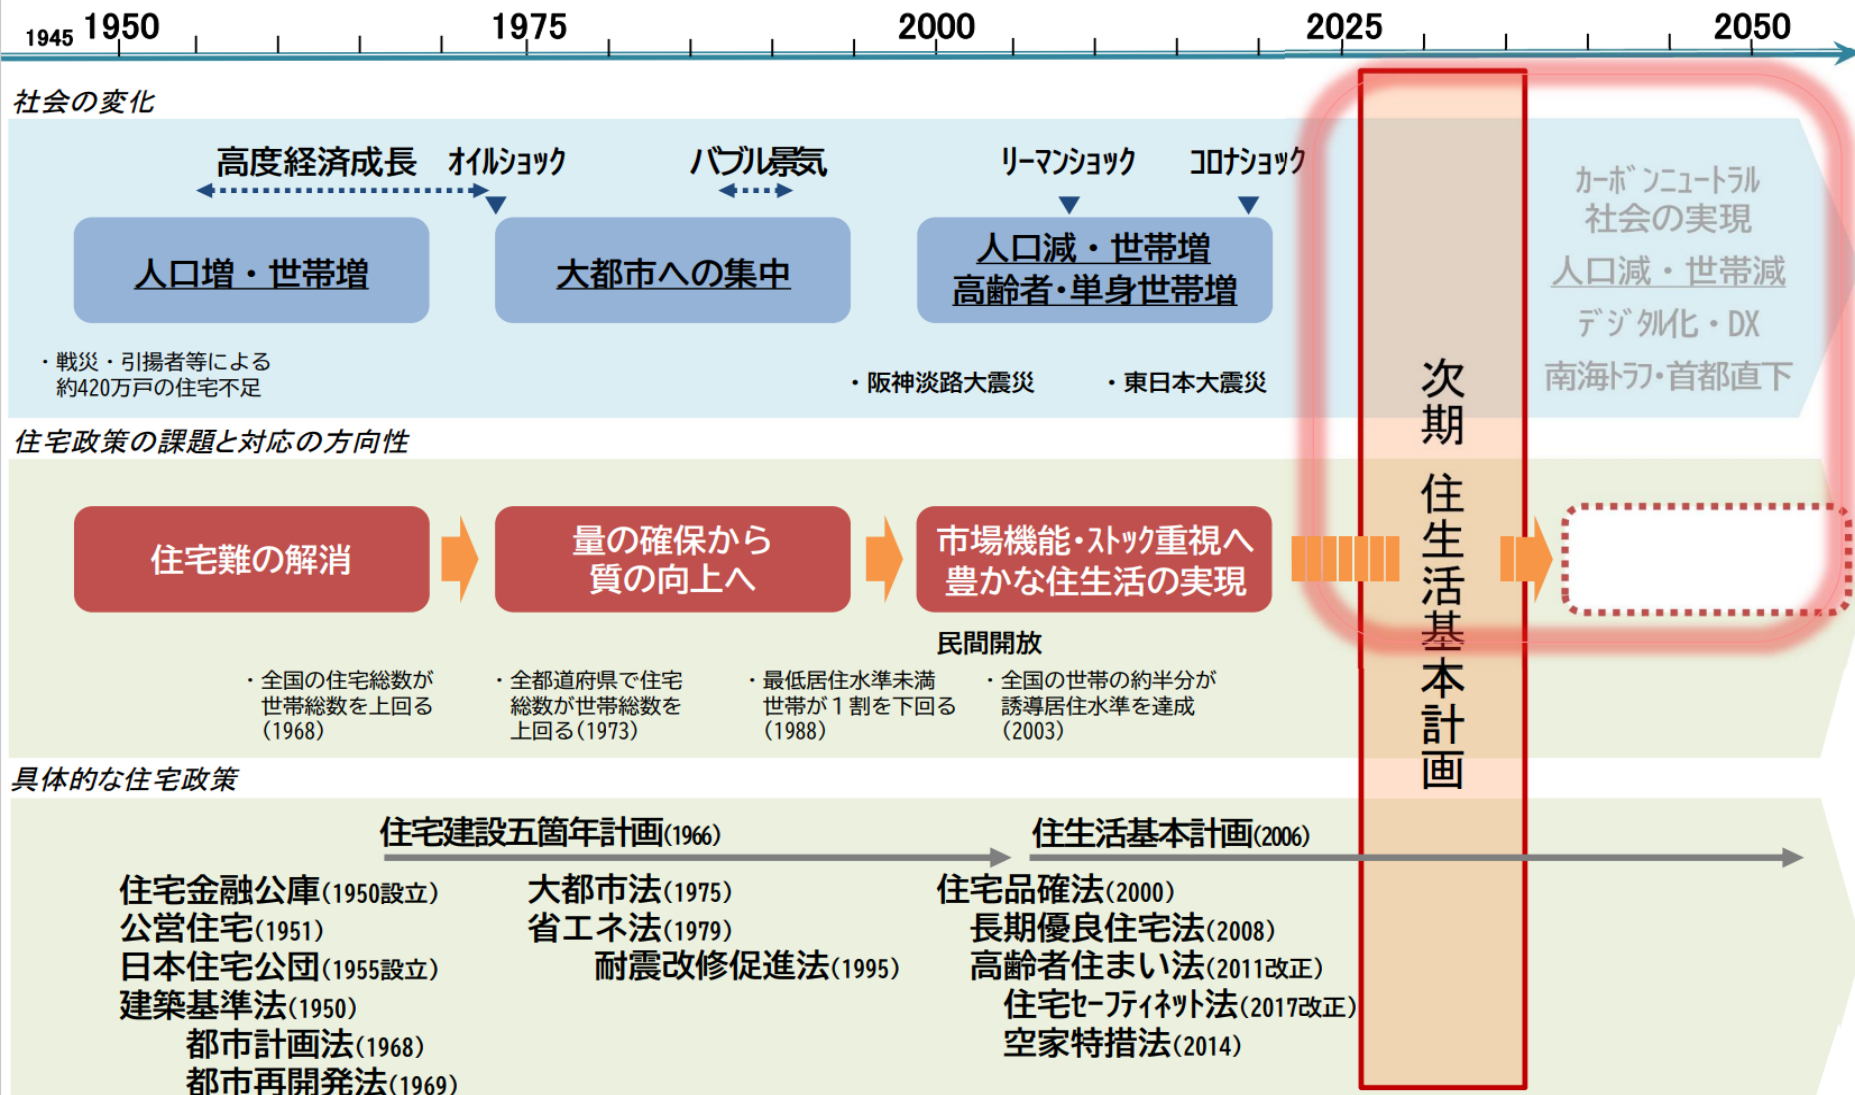 1945 1950 1975 2000 2025 2050
社会の変化
高度経済成長 オイルショック バブル景気 リーマンショック コロナショック
人口増・世帯増
大都市への集中
人口減・世帯増
高齢者・単身世帯増
カーボンニュートラル
社会の実現
人口減・世帯減
デジタル化・DX
南海トラフ・首都直下
・戦災・引揚者等による
約420万戸の住宅不足
・阪神淡路大震災
・東日本大震災
次期 住生活基本計画
住宅政策の課題と対応の方向性
住宅難の解消
量の確保から
質の向上へ
市場機能・ストック重視へ
豊かな住生活の実現
民間開放
・全国の住宅総数が
世帯総数を上回る
(1968)
・全都道府県で住宅
総数が世帯総数を
上回る(1973)
・最低居住水準未満
世帯が１割を下回る
(1988)
・全国の世帯の約半分が
誘導居住水準を達成
(2003)
具体的な住宅政策
住宅建設五箇年計画(1966)
住生活基本計画(2006)
住宅金融公庫(1950設立)
公営住宅(1951)
日本住宅公団(1955設立)
建築基準法(1950)
都市計画法(1968)
都市再開発法(1969)
大都市法(1975)
省エネ法(1979)
耐震改修促進法(1995)
住宅品確法(2000)
長期優良住宅法(2008)
高齢者住まい法(2011改正)
住宅セーフティネット法(2017改正)
空家特措法(2014)